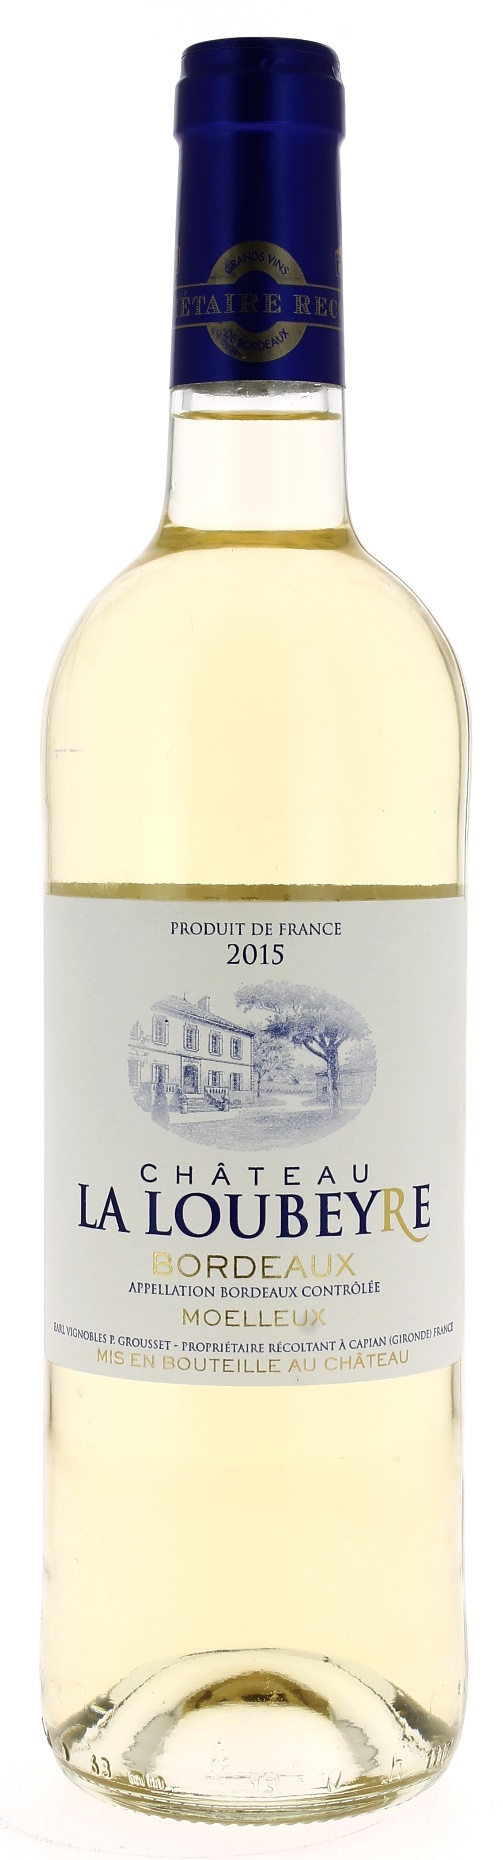 GRANDS VINS
ÉTAIRE REC
DE BORDEAUX
PRODUIT DE FRANCE
2015
CHÂTEAU
LA LOUBEYRE
BORDEAUX
APPELLATION BORDEAUX CONTRÔLÉE
MOELLEUX
EARL VIGNOBLES P. GROUSSET - PROPRIÉTAIRE RÉCOLTANT À CAPIAN (GIRONDE) FRANCE
MIS EN BOUTEILLE AU CHÂTEAU